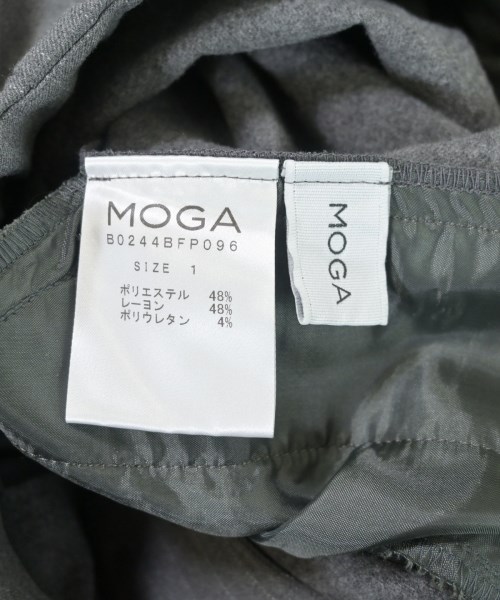 MOGA
B0244BFP096
SIZE 1
ポリエステル 48%
レーヨン 48%
ポリウレタン 4%
MOGA